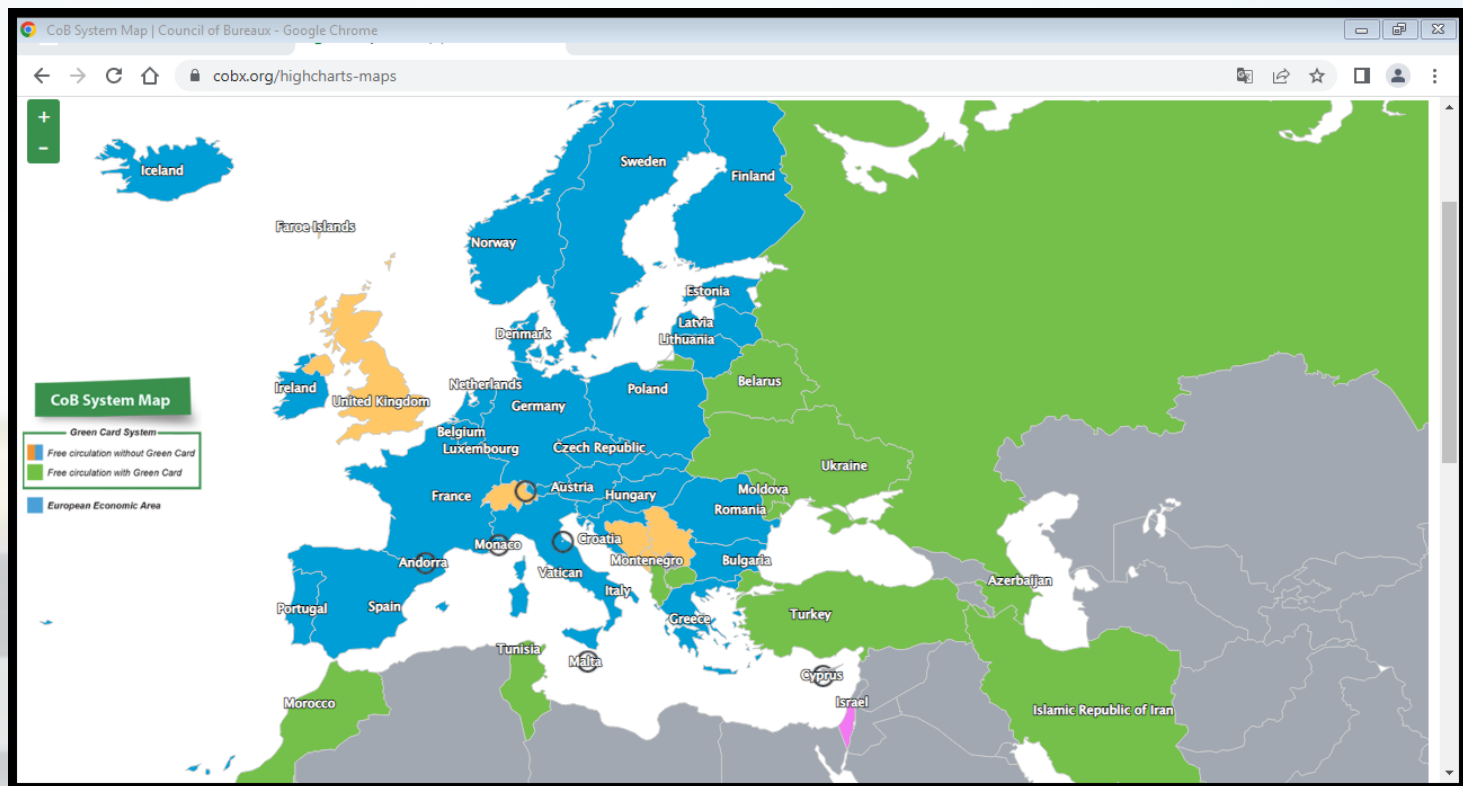 CoB System Map | Council of Bureaux - Google Chrome
cobx.org/highcharts-maps
+
-
Iceland
Sweden
Finland
Faroe Islands
Norway
Estonia
Latvia
Lithuania
Denmark
Ireland
United Kingdom
Netherlands
Poland
Belarus
Germany
CoB System Map
Green Card System
Free circulation without Green Card
Free circulation with Green Card
European Economic Area
Belgium
Luxembourg
Czech Republic
Ukraine
France
Austria
Hungary
Moldova
Romania
Monaco
Croatia
Andorra
Montenegro
Bulgaria
Vatican
Italy
Azerbaijan
Portugal
Spain
Greece
Turkey
Tunisia
Malta
Cyprus
Morocco
Israel
Islamic Republic of Iran